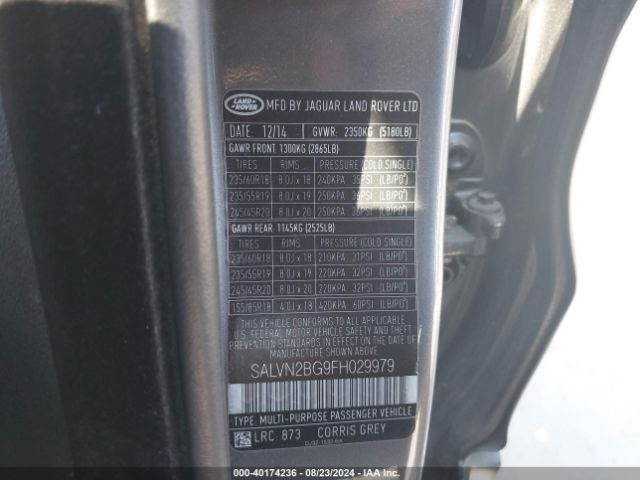 LAND-
ROVER
MFD BY JAGUAR LAND ROVER LTD
DATE: 12/14 GVWR: 2350KG (5180LB)
GAWR FRONT 1300KG (2865LB)
TIRES RIMS PRESSURE (COLD SINGLE)
235/60R18 8.0J x 18 240KPA 35PSI (LB/PO²)
235/55R19 8.0J x 19 250KPA 36PSI (LB/PO²)
245/45R20 8.0J x 20 250KPA 36PSI (LB/PO²)
GAWR REAR 1145KG (2525LB)
TIRES RIMS PRESSURE (COLD SINGLE)
235/60R18 8.0J x 18 210KPA 31PSI (LB/PO²)
235/55R19 8.0J x 19 220KPA 32PSI (LB/PO²)
245/45R20 8.0J x 20 220KPA 32PSI (LB/PO²)
155/85R18 4.0J x 18 420KPA 60PSI (LB/PO²)
THIS VEHICLE CONFORMS TO ALL APPLICABLE
U.S. FEDERAL MOTOR VEHICLE SAFETY AND THEFT
PREVENTION STANDARDS IN EFFECT ON THE DATE
OF MANUFACTURE SHOWN ABOVE
SALVN2BG9FH029979
TYPE: MULTI-PURPOSE PASSENGER VEHICLE
LRC: 873 CORRIS GREY
000-40174236 - 08/23/2024 - IAA, Inc.